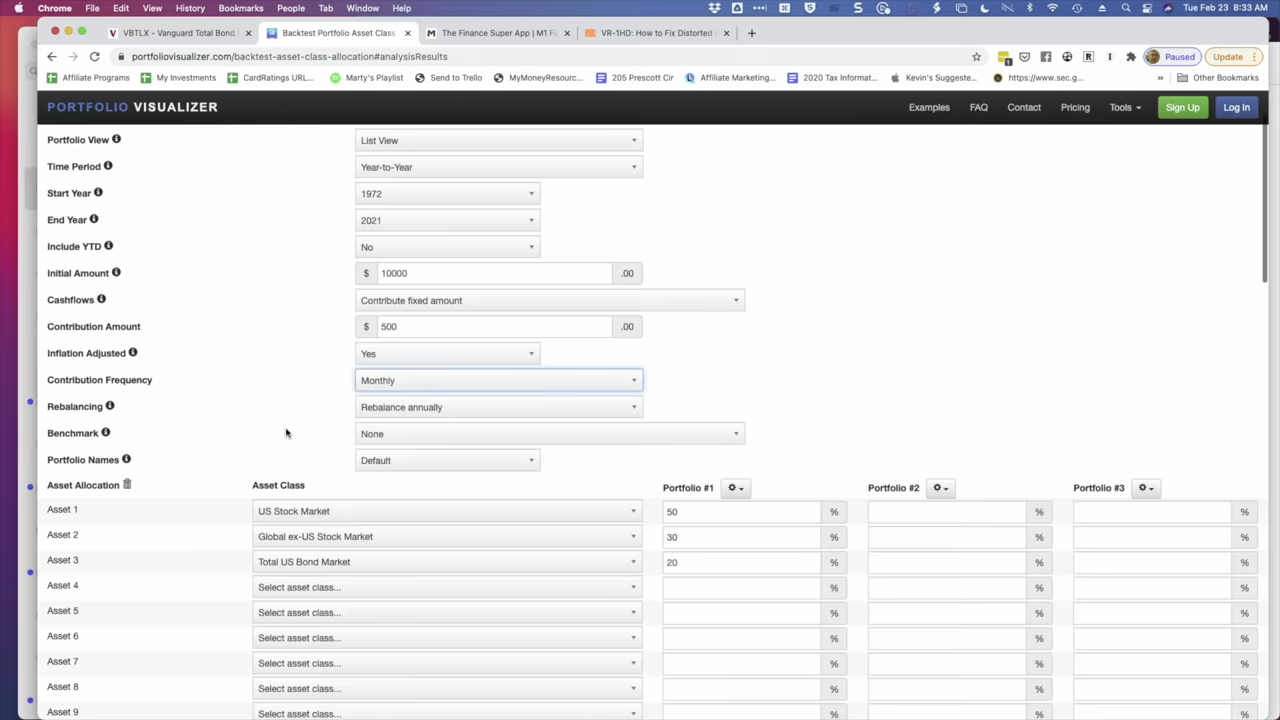 Chrome File Edit View History Bookmarks People Tab Window Help Tue Feb 23 8:33 AM
VBTLX - Vanguard Total Bond × Backtest Portfolio Asset Class × The Finance Super App | M1 Fi × VR-1HD: How to Fix Distorted × +
portfoliovisualizer.com/backtest-asset-class-allocation#analysisResults Paused Update
Affiliate Programs My Investments CardRatings URL... Marty's Playlist Send to Trello MyMoneyResourc... 205 Prescott Cir Affiliate Marketing... 2020 Tax Informat... Kevin's Suggeste... https://www.sec.g... » Other Bookmarks
PORTFOLIO VISUALIZER Examples FAQ Contact Pricing Tools Sign Up Log In
Portfolio View List View
Time Period Year-to-Year
Start Year 1972
End Year 2021
Include YTD No
Initial Amount $ 10000 .00
Cashflows Contribute fixed amount
Contribution Amount $ 500 .00
Inflation Adjusted Yes
Contribution Frequency Monthly
Rebalancing Rebalance annually
Benchmark None
Portfolio Names Default
Asset Allocation Asset Class Portfolio #1 Portfolio #2 Portfolio #3
Asset 1 US Stock Market 50 % % %
Asset 2 Global ex-US Stock Market 30 % % %
Asset 3 Total US Bond Market 20 % % %
Asset 4 Select asset class... % % %
Asset 5 Select asset class... % % %
Asset 6 Select asset class... % % %
Asset 7 Select asset class... % % %
Asset 8 Select asset class... % % %
Asset 9 Select asset class... % % %